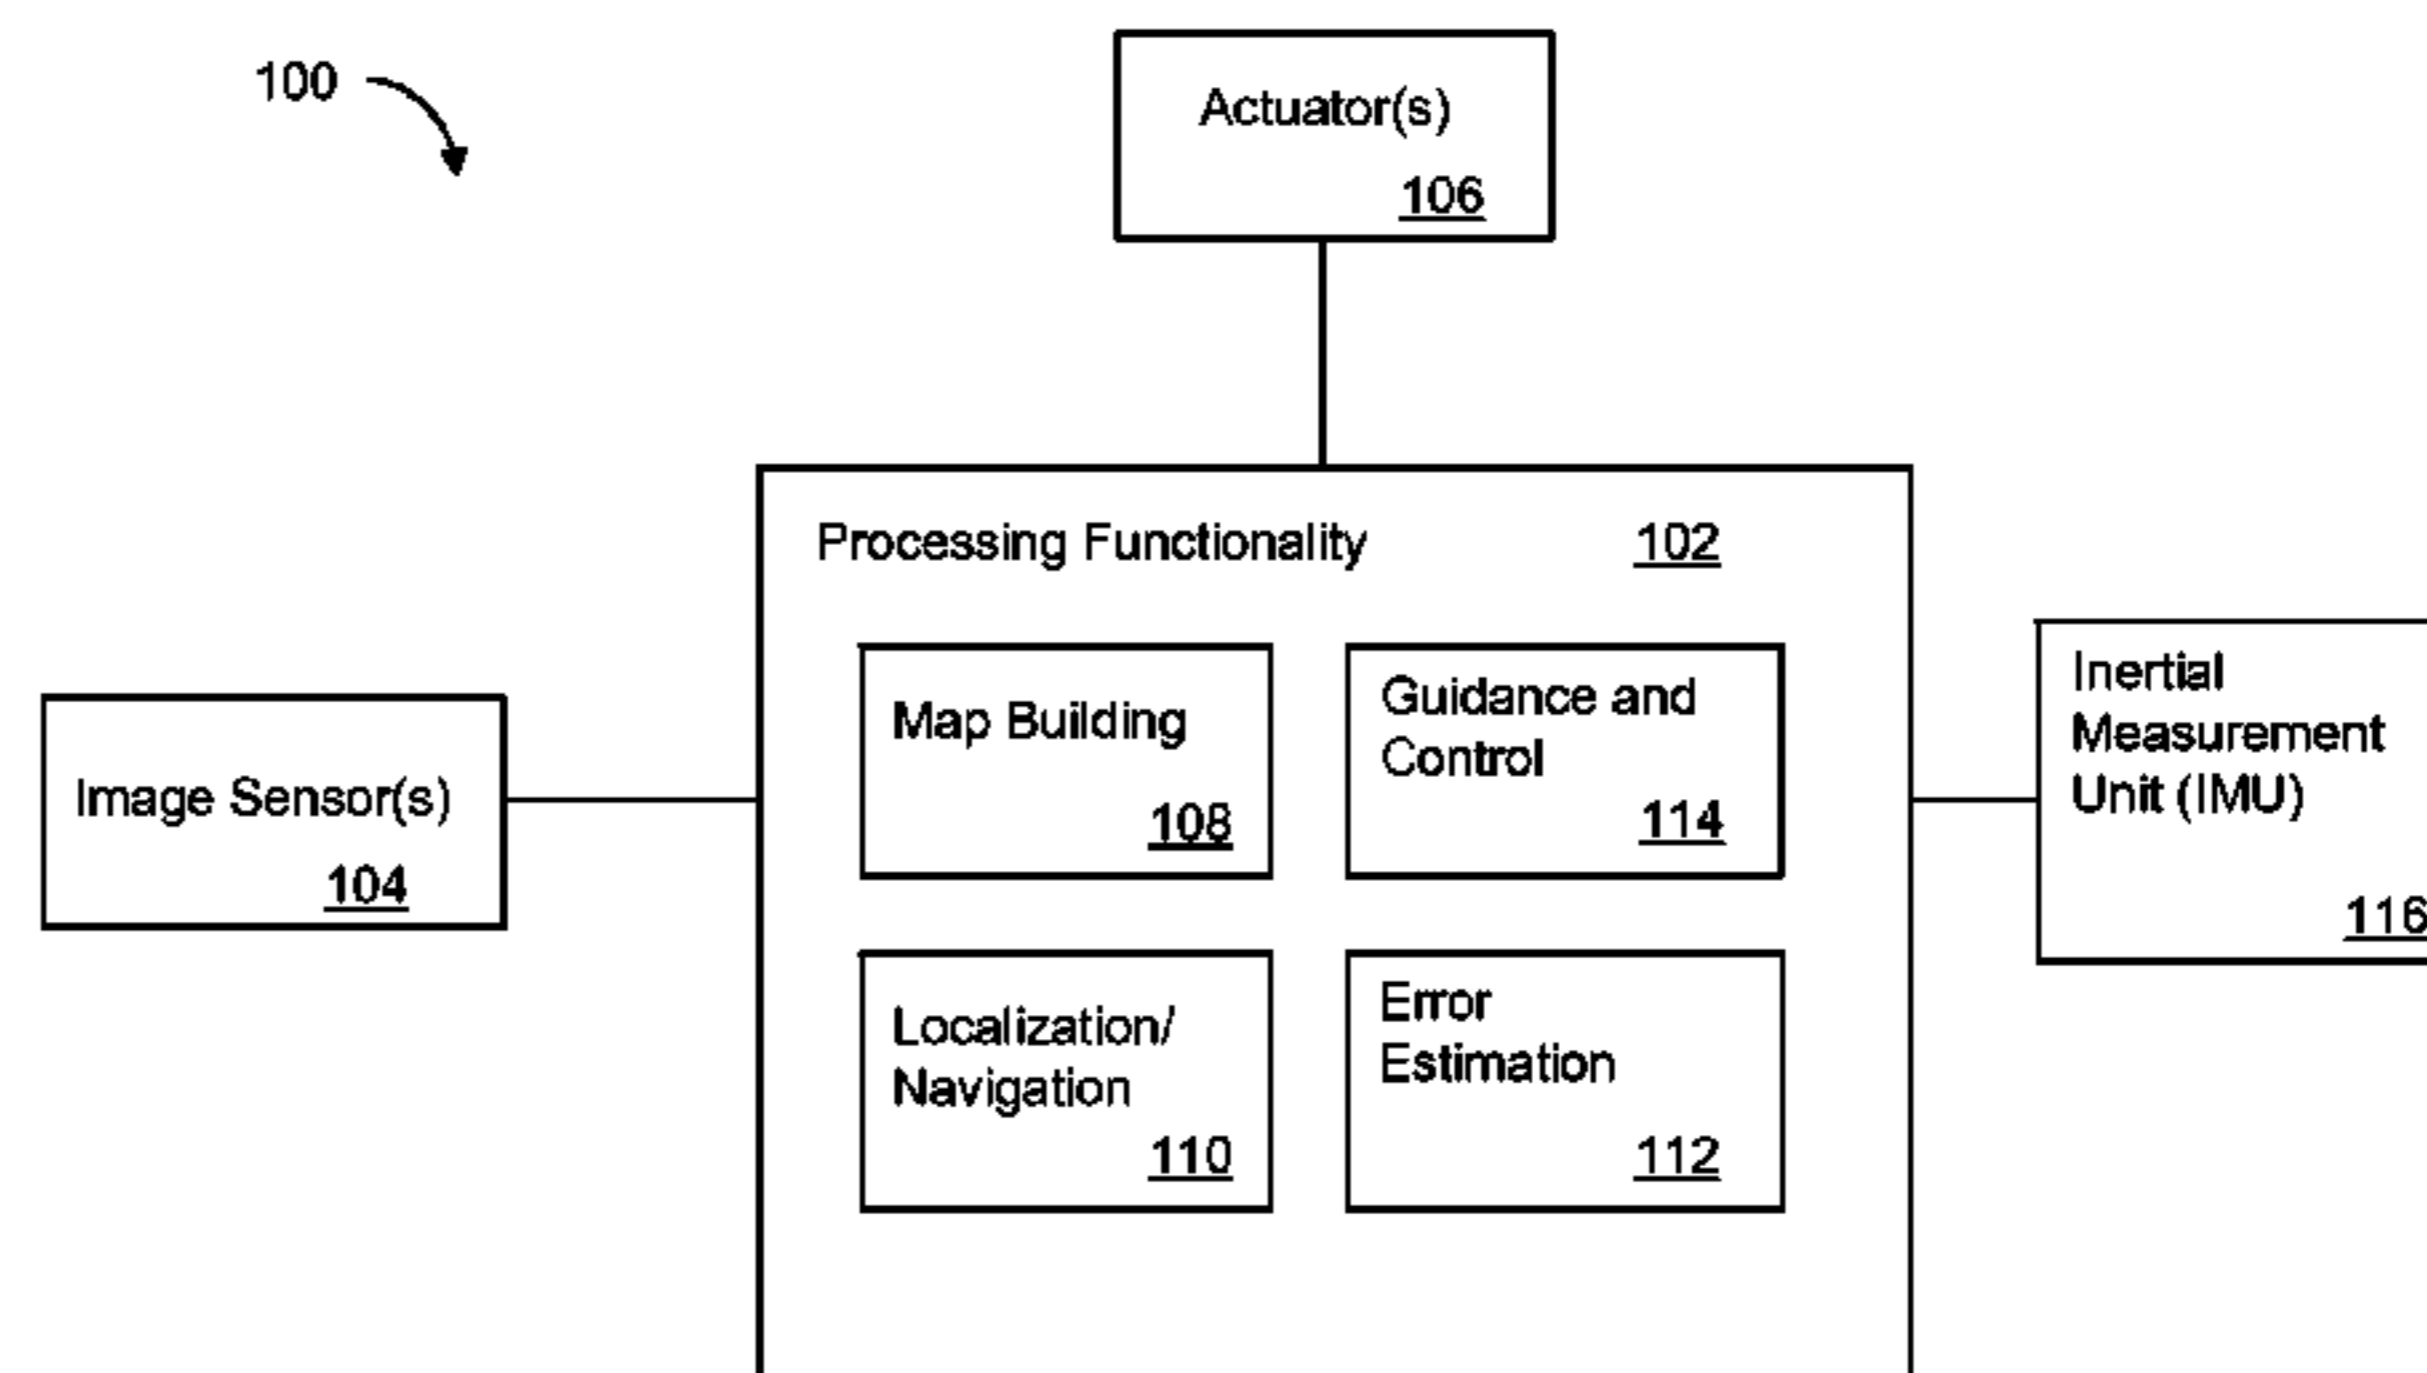 100
Actuator(s)
106
Processing Functionality 102
Map Building
108
Guidance and
Control
114
Image Sensor(s)
104
Inertial
Measurement
Unit (IMU)
116
Localization/
Navigation
110
Error
Estimation
112